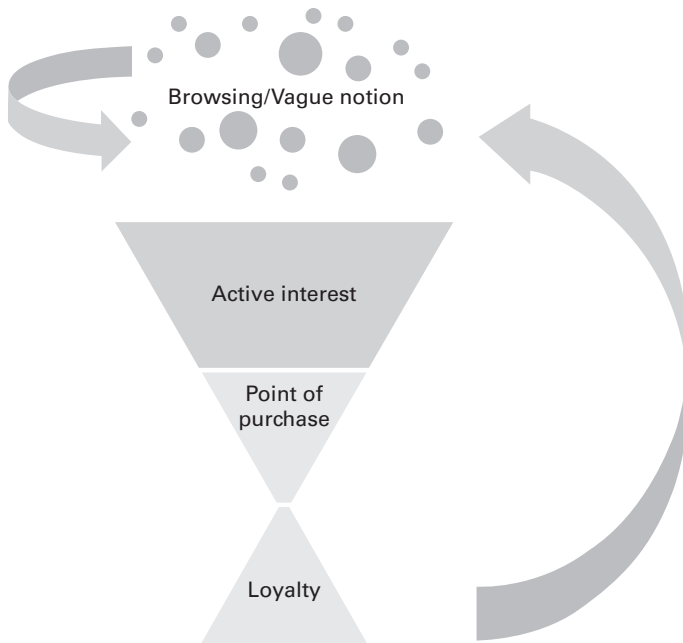 Browsing/Vague notion
Active interest
Point of
purchase
Loyalty